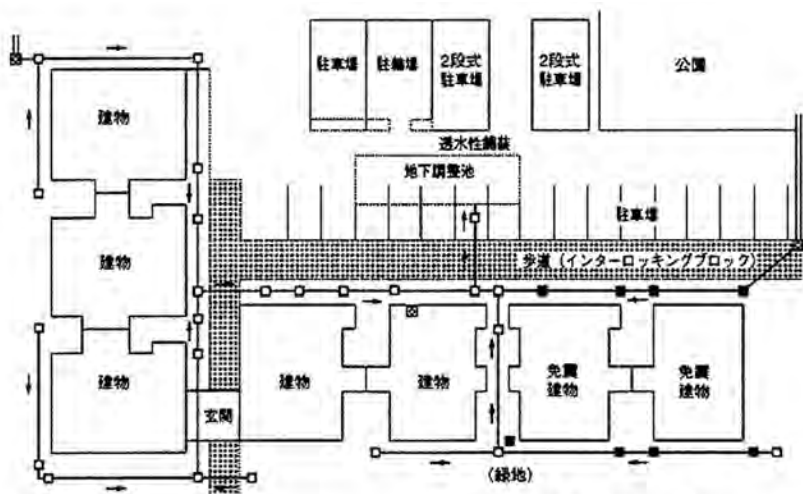 駐車場
駐輪場
2段式
駐車場
2段式
駐車場
公園
建物
透水性舗装
地下調整池
駐車場
建物
歩道(インターロッキングブロック)
建物
建物
建物
免震
建物
免震
建物
玄関
(緑地)